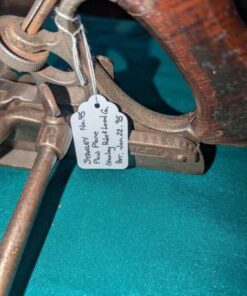 STANLEY No. 45
Plow Plane
Stanley Rule & Level Co.
Pat. Jan. 22, '95